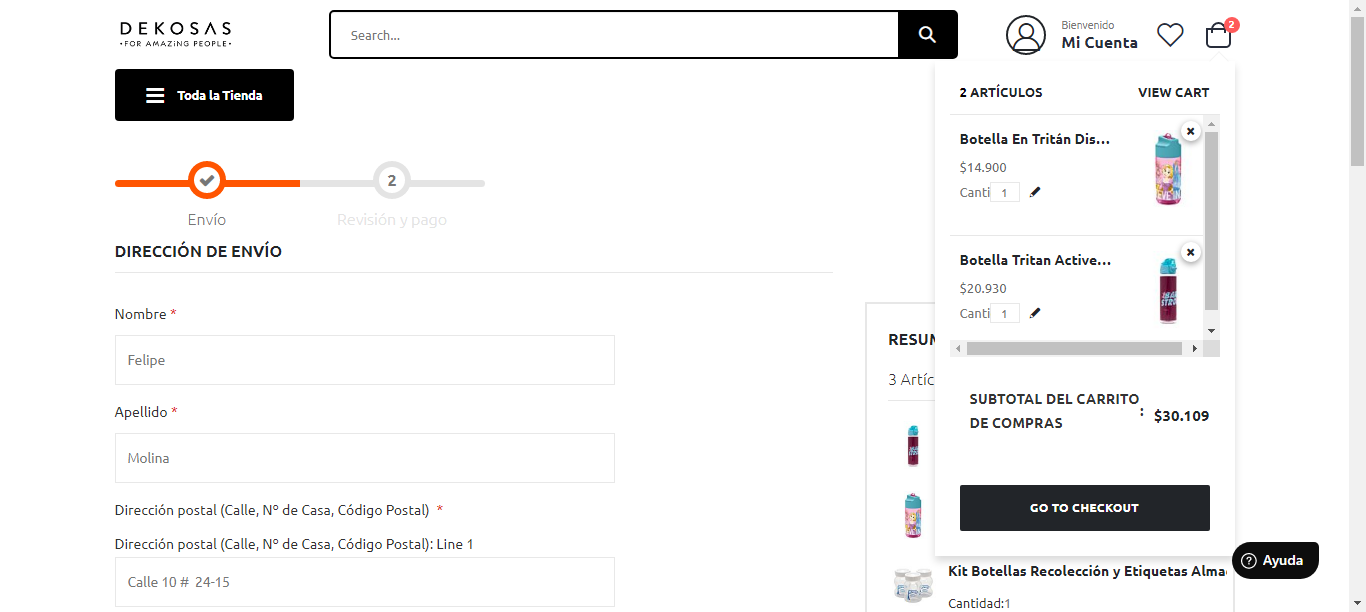 DEKOSAS
•FOR AMAZING PEOPLE•
Search...
Bienvenido
Mi Cuenta
2
Toda la Tienda
2 ARTÍCULOS
VIEW CART
Botella En Tritán Dis...
$14.900
Canti 1
Botella Tritan Active...
$20.930
Canti 1
SUBTOTAL DEL CARRITO DE COMPRAS : $30.109
GO TO CHECKOUT
2
Envío
Revisión y pago
DIRECCIÓN DE ENVÍO
Nombre *
Felipe
Apellido *
Molina
Dirección postal (Calle, Nº de Casa, Código Postal) *
Dirección postal (Calle, Nº de Casa, Código Postal): Line 1
Calle 10 # 24-15
RESUM
3 Artíc
Kit Botellas Recolección y Etiquetas Alma
Cantidad:1
Ayuda